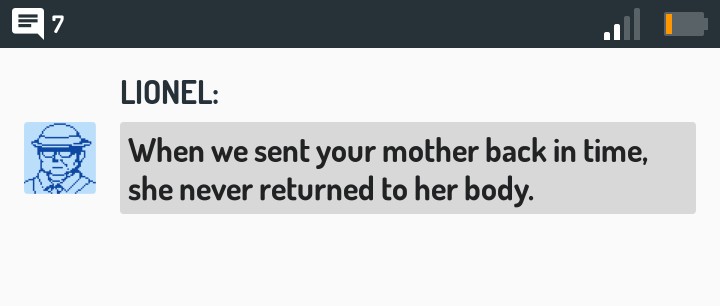 7
LIONEL:
When we sent your mother back in time,
she never returned to her body.